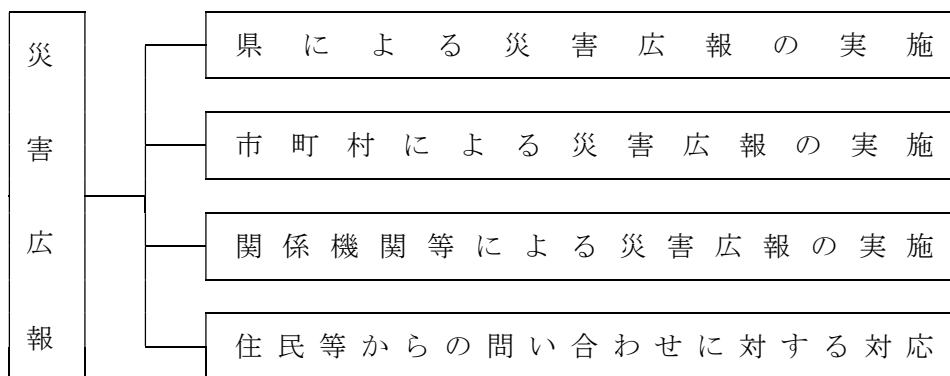 災害広報
県による災害広報の実施
市町村による災害広報の実施
関係機関等による災害広報の実施
住民等からの問い合わせに対する対応